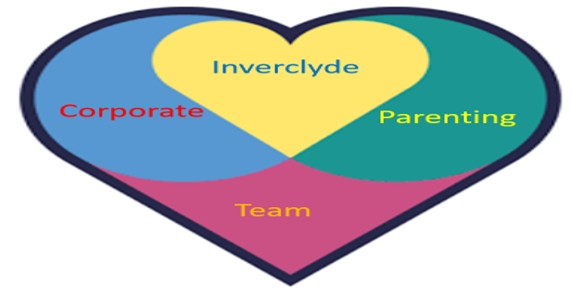 Inverclyde
Corporate
Parenting
Team